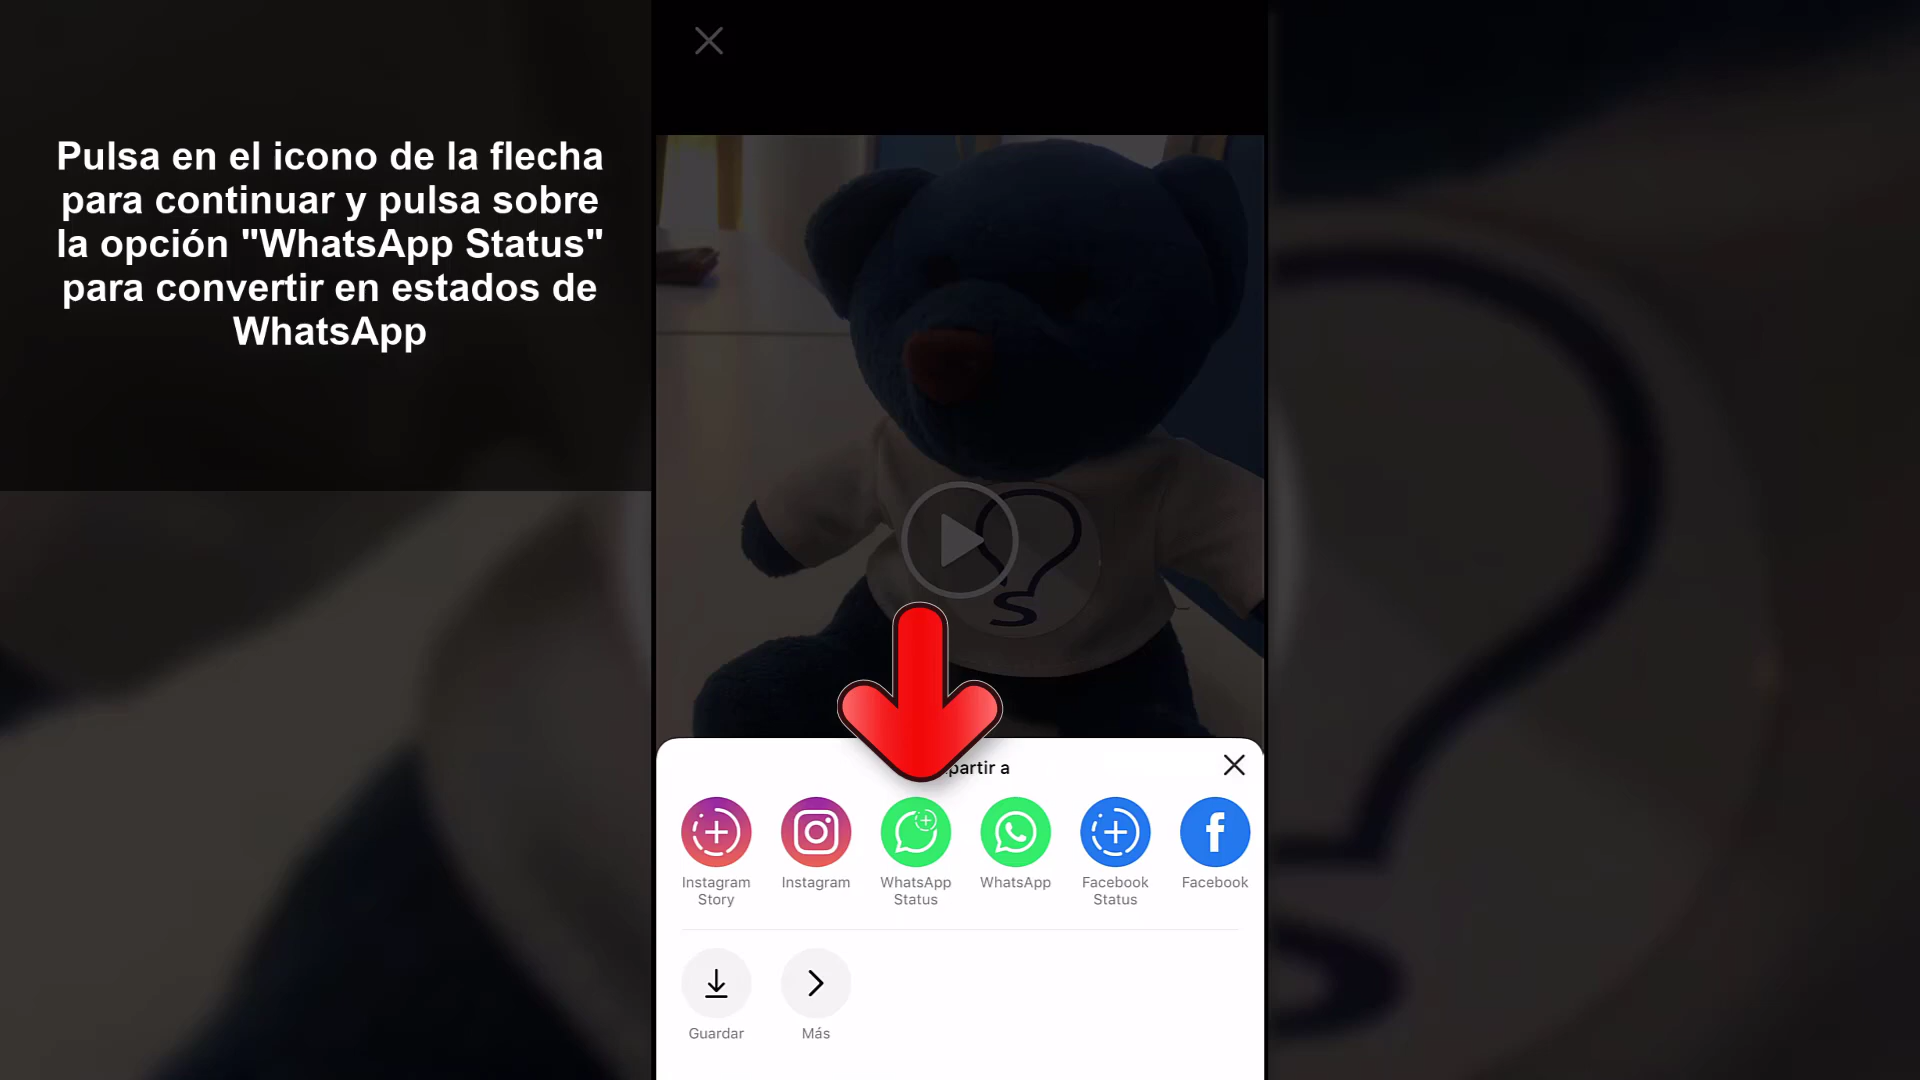 Pulsa en el icono de la flecha
para continuar y pulsa sobre
la opción "WhatsApp Status"
para convertir en estados de
WhatsApp
partir a
Instagram
Story
Instagram
WhatsApp
Status
WhatsApp
Facebook
Status
Facebook
Guardar
Más